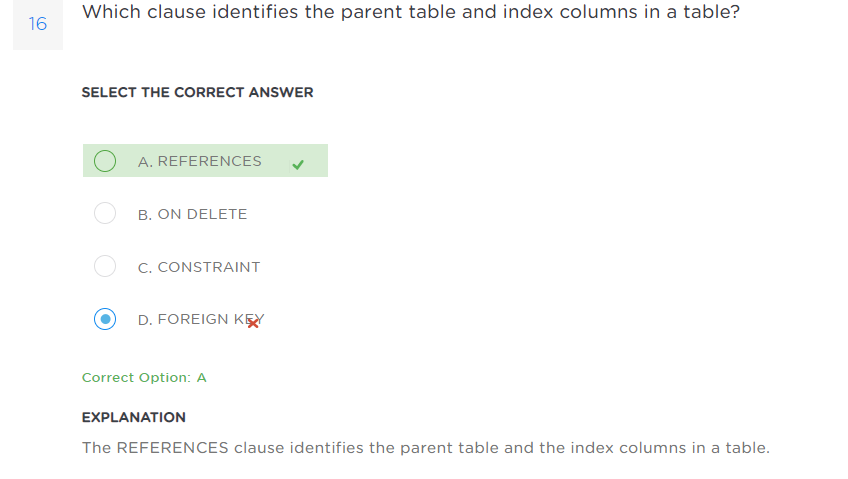 16
Which clause identifies the parent table and index columns in a table?
SELECT THE CORRECT ANSWER
A. REFERENCES
B. ON DELETE
C. CONSTRAINT
D. FOREIGN KEY
Correct Option: A
EXPLANATION
The REFERENCES clause identifies the parent table and the index columns in a table.